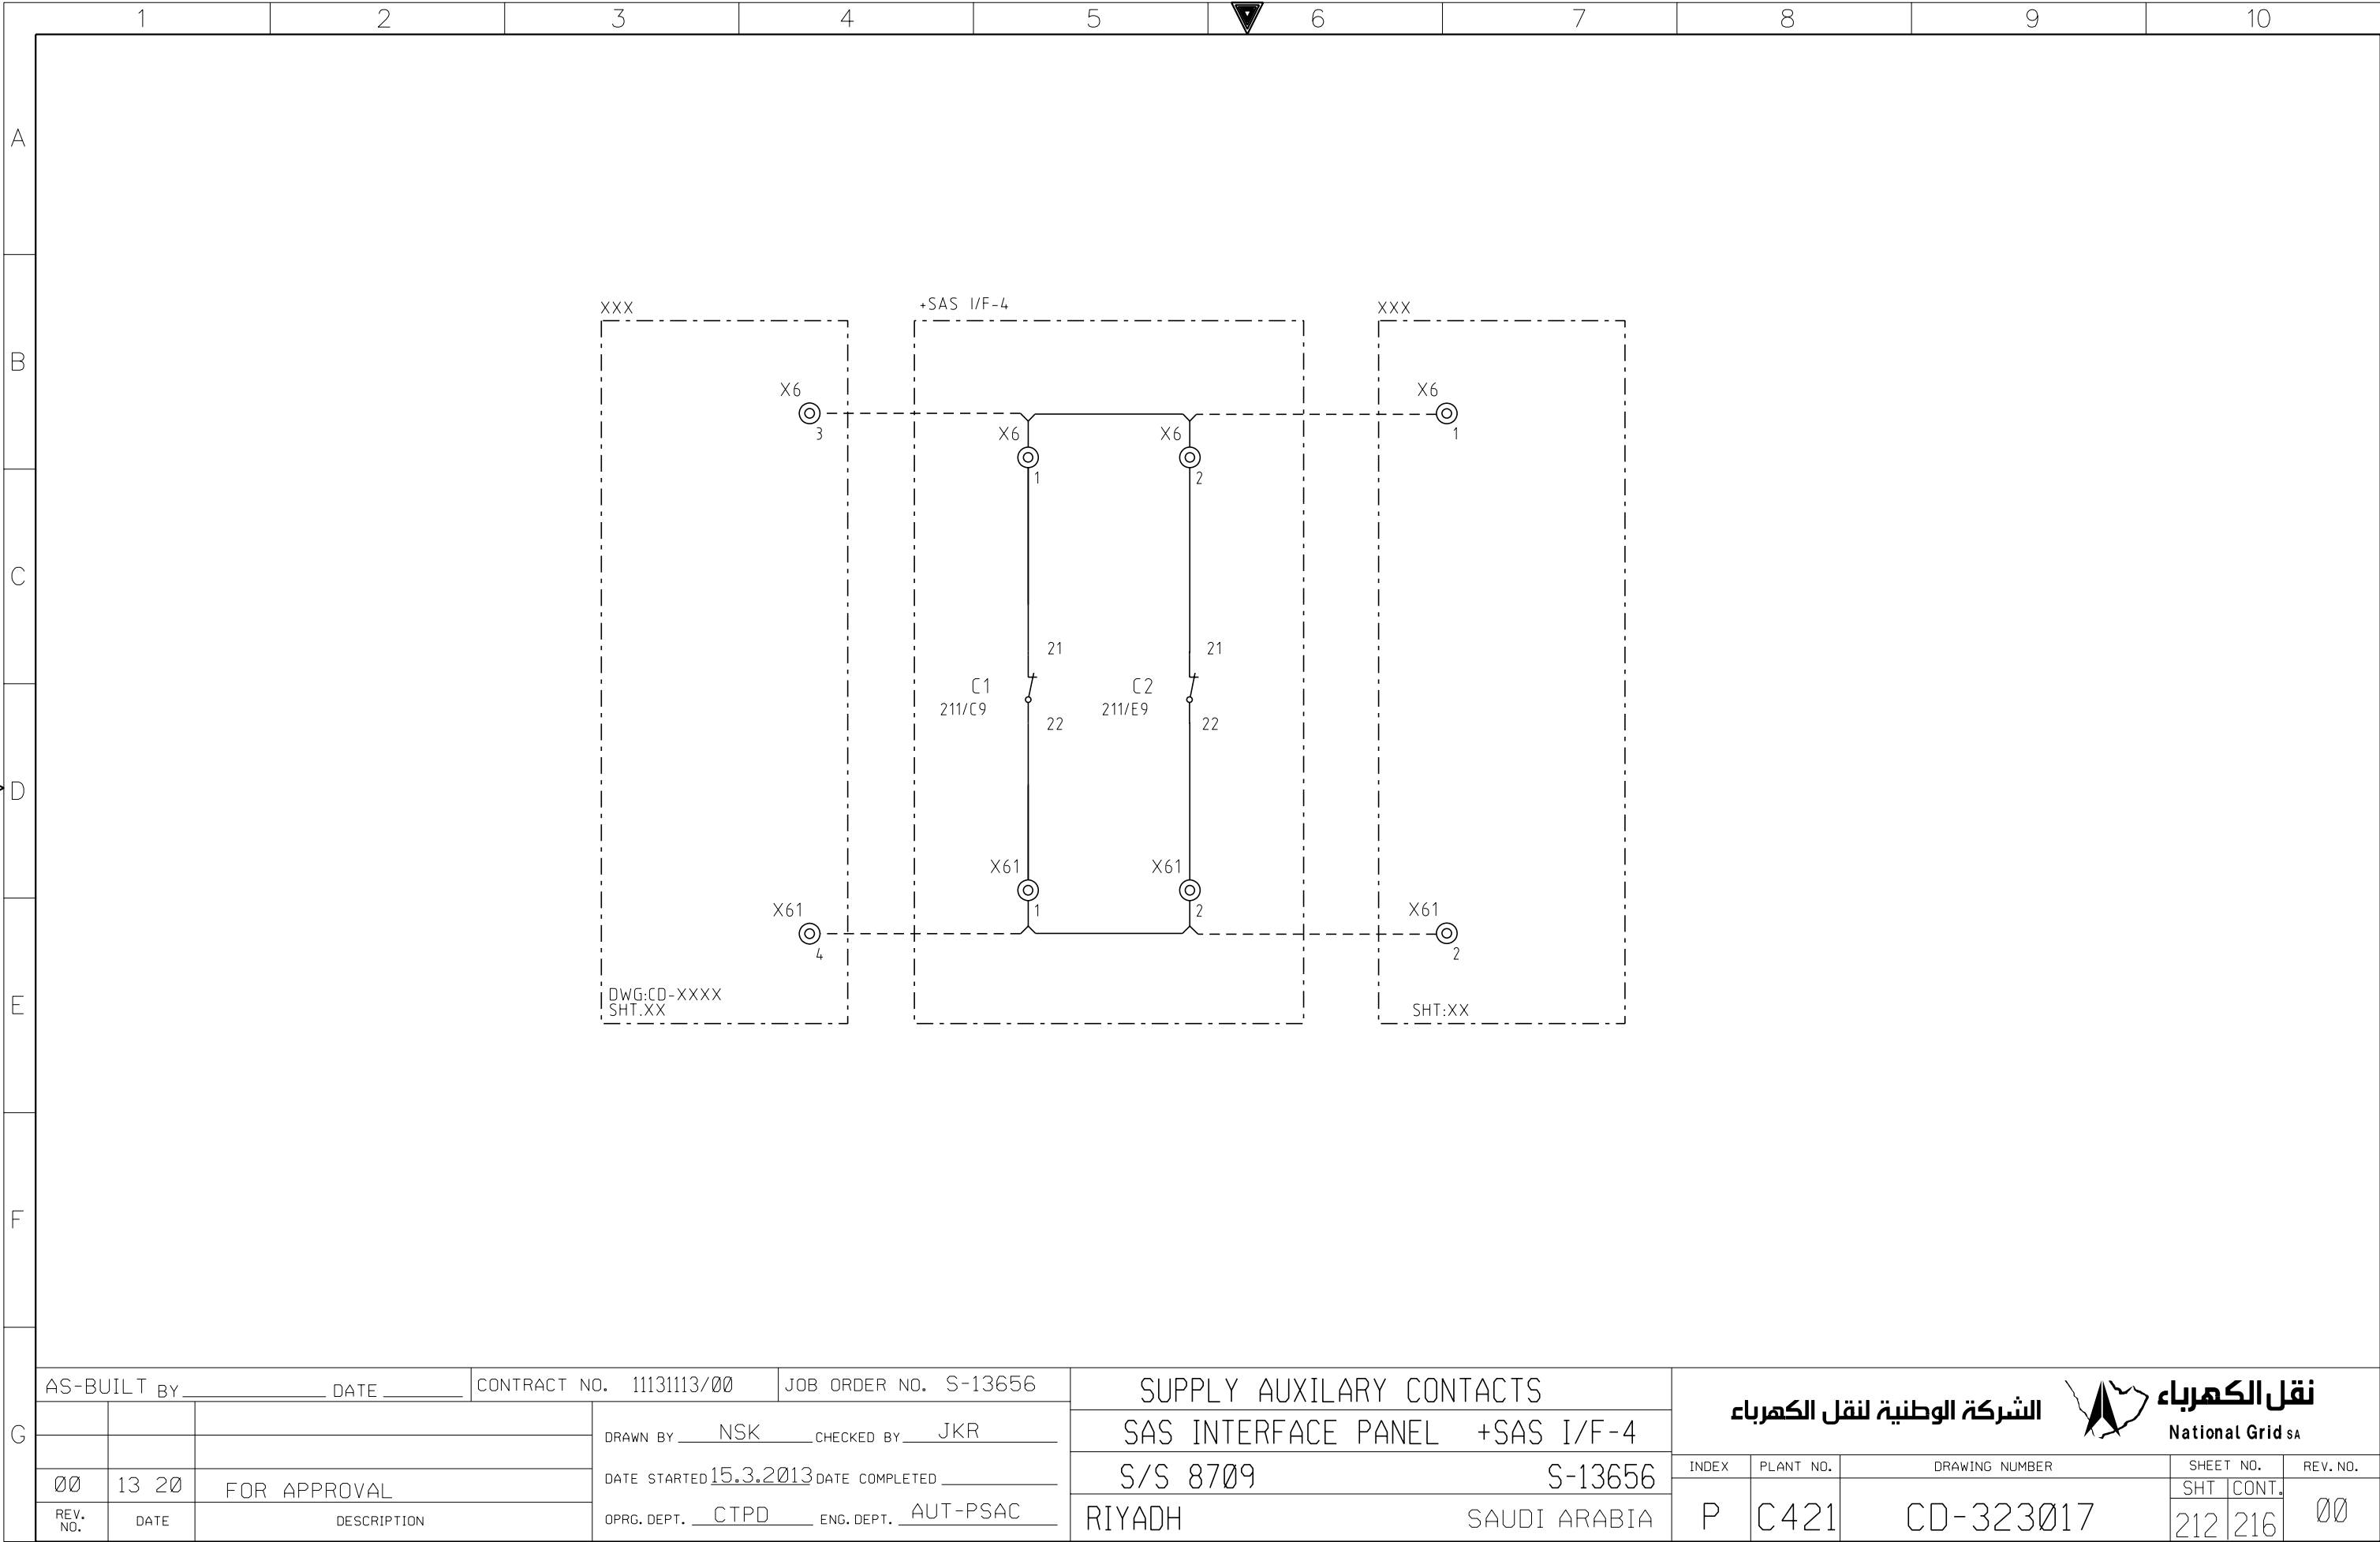 1 2 3 4 5 6 7 8 9 10
A
B
C
D
E
F
G
XXX
+SAS I/F-4
XXX
X6
3
X6
1
X6
2
X6
1
21
21
C1
211/C9
C2
211/E9
22
22
X61
1
X61
2
X61
4
X61
2
DWG:CD-XXXX
SHT.XX
SHT:XX
AS-BUILT BY DATE
CONTRACT NO. 11131113/00
JOB ORDER NO. S-13656
00 13 20 FOR APPROVAL
REV. NO. DATE DESCRIPTION
DRAWN BY NSK CHECKED BY JKR
DATE STARTED 15.3.2013 DATE COMPLETED
OPRG. DEPT. CTPD ENG. DEPT. AUT-PSAC
SUPPLY AUXILARY CONTACTS
SAS INTERFACE PANEL +SAS I/F-4
S/S 8709 S-13656
RIYADH SAUDI ARABIA
الشركة الوطنية لنقل الكهرباء
نقل الكهرباء
National Grid SA
INDEX PLANT NO. DRAWING NUMBER SHEET NO. REV. NO.
SHT CONT.
P C421 CD-323017 212 216 00